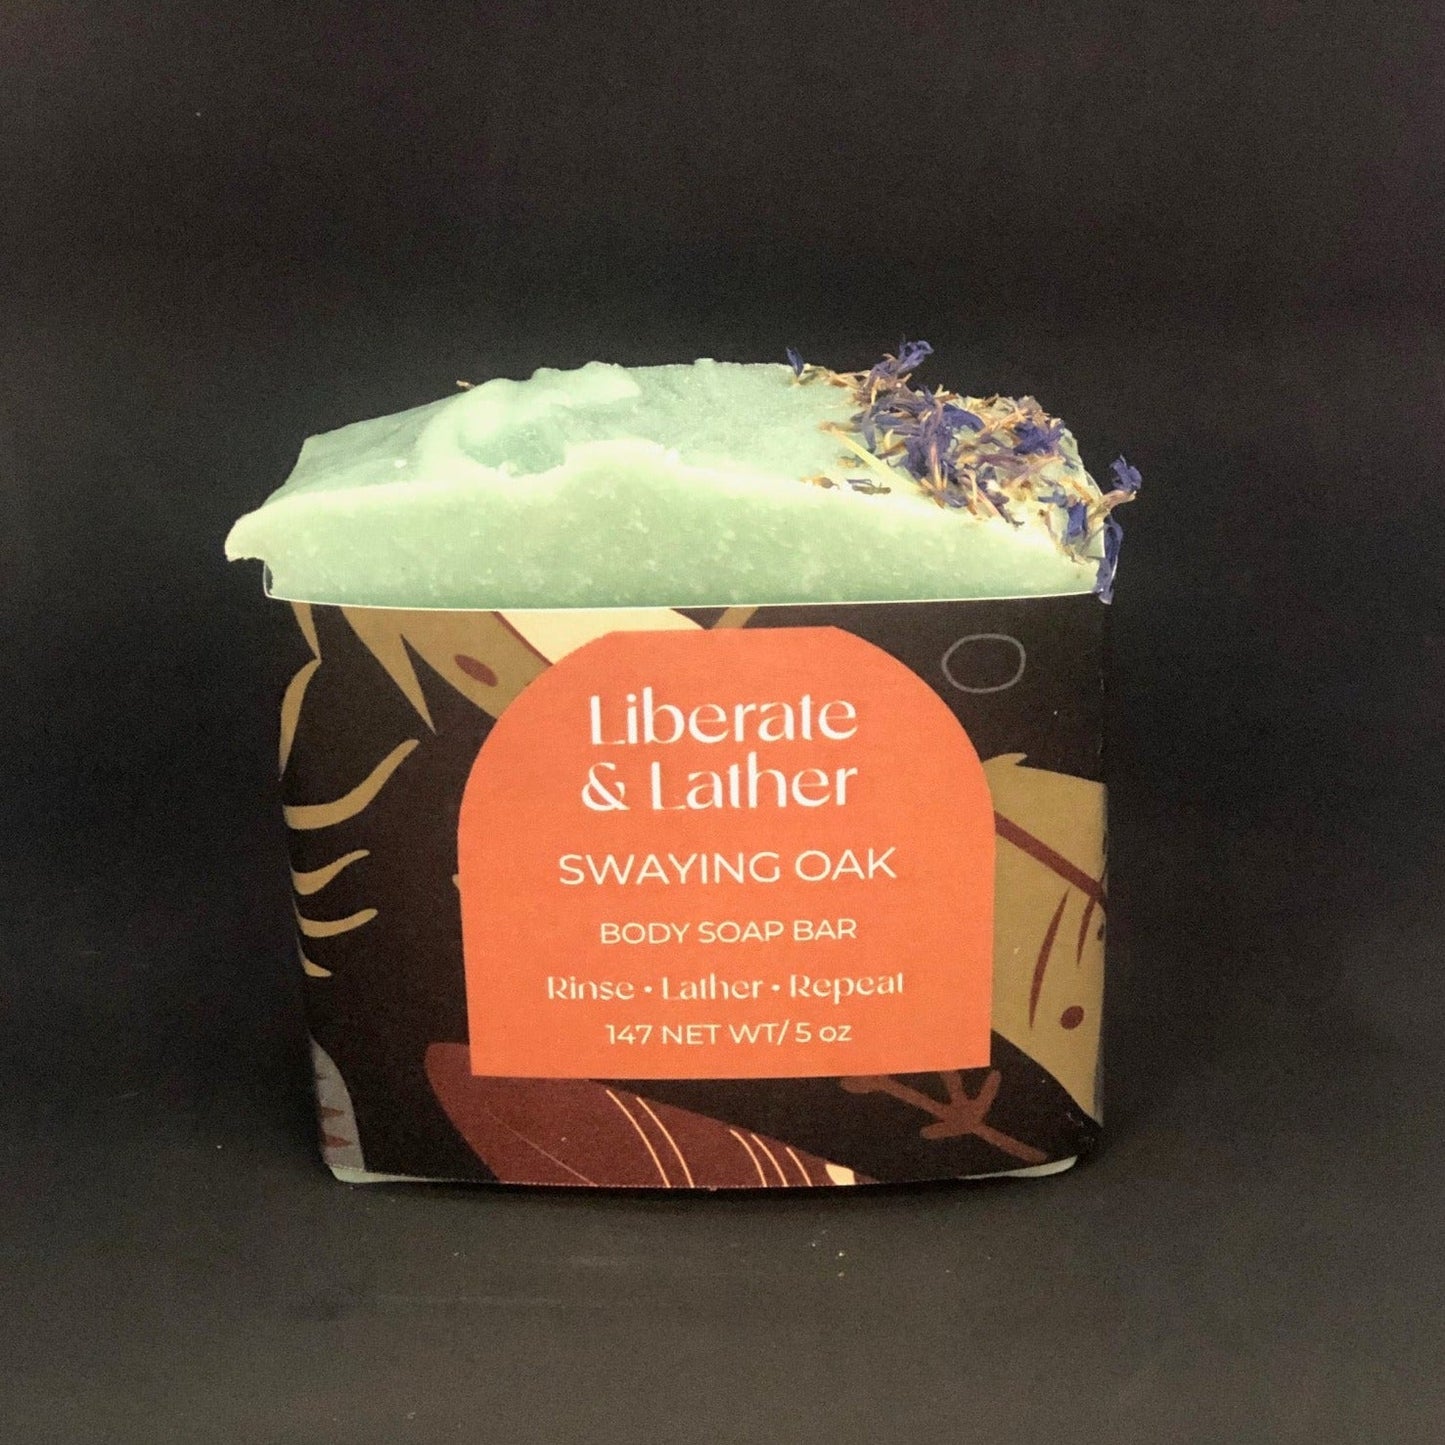 Liberate
& Lather
SWAYING OAK
BODY SOAP BAR
Rinse • Lather • Repeat
147 NET WT/ 5 oz